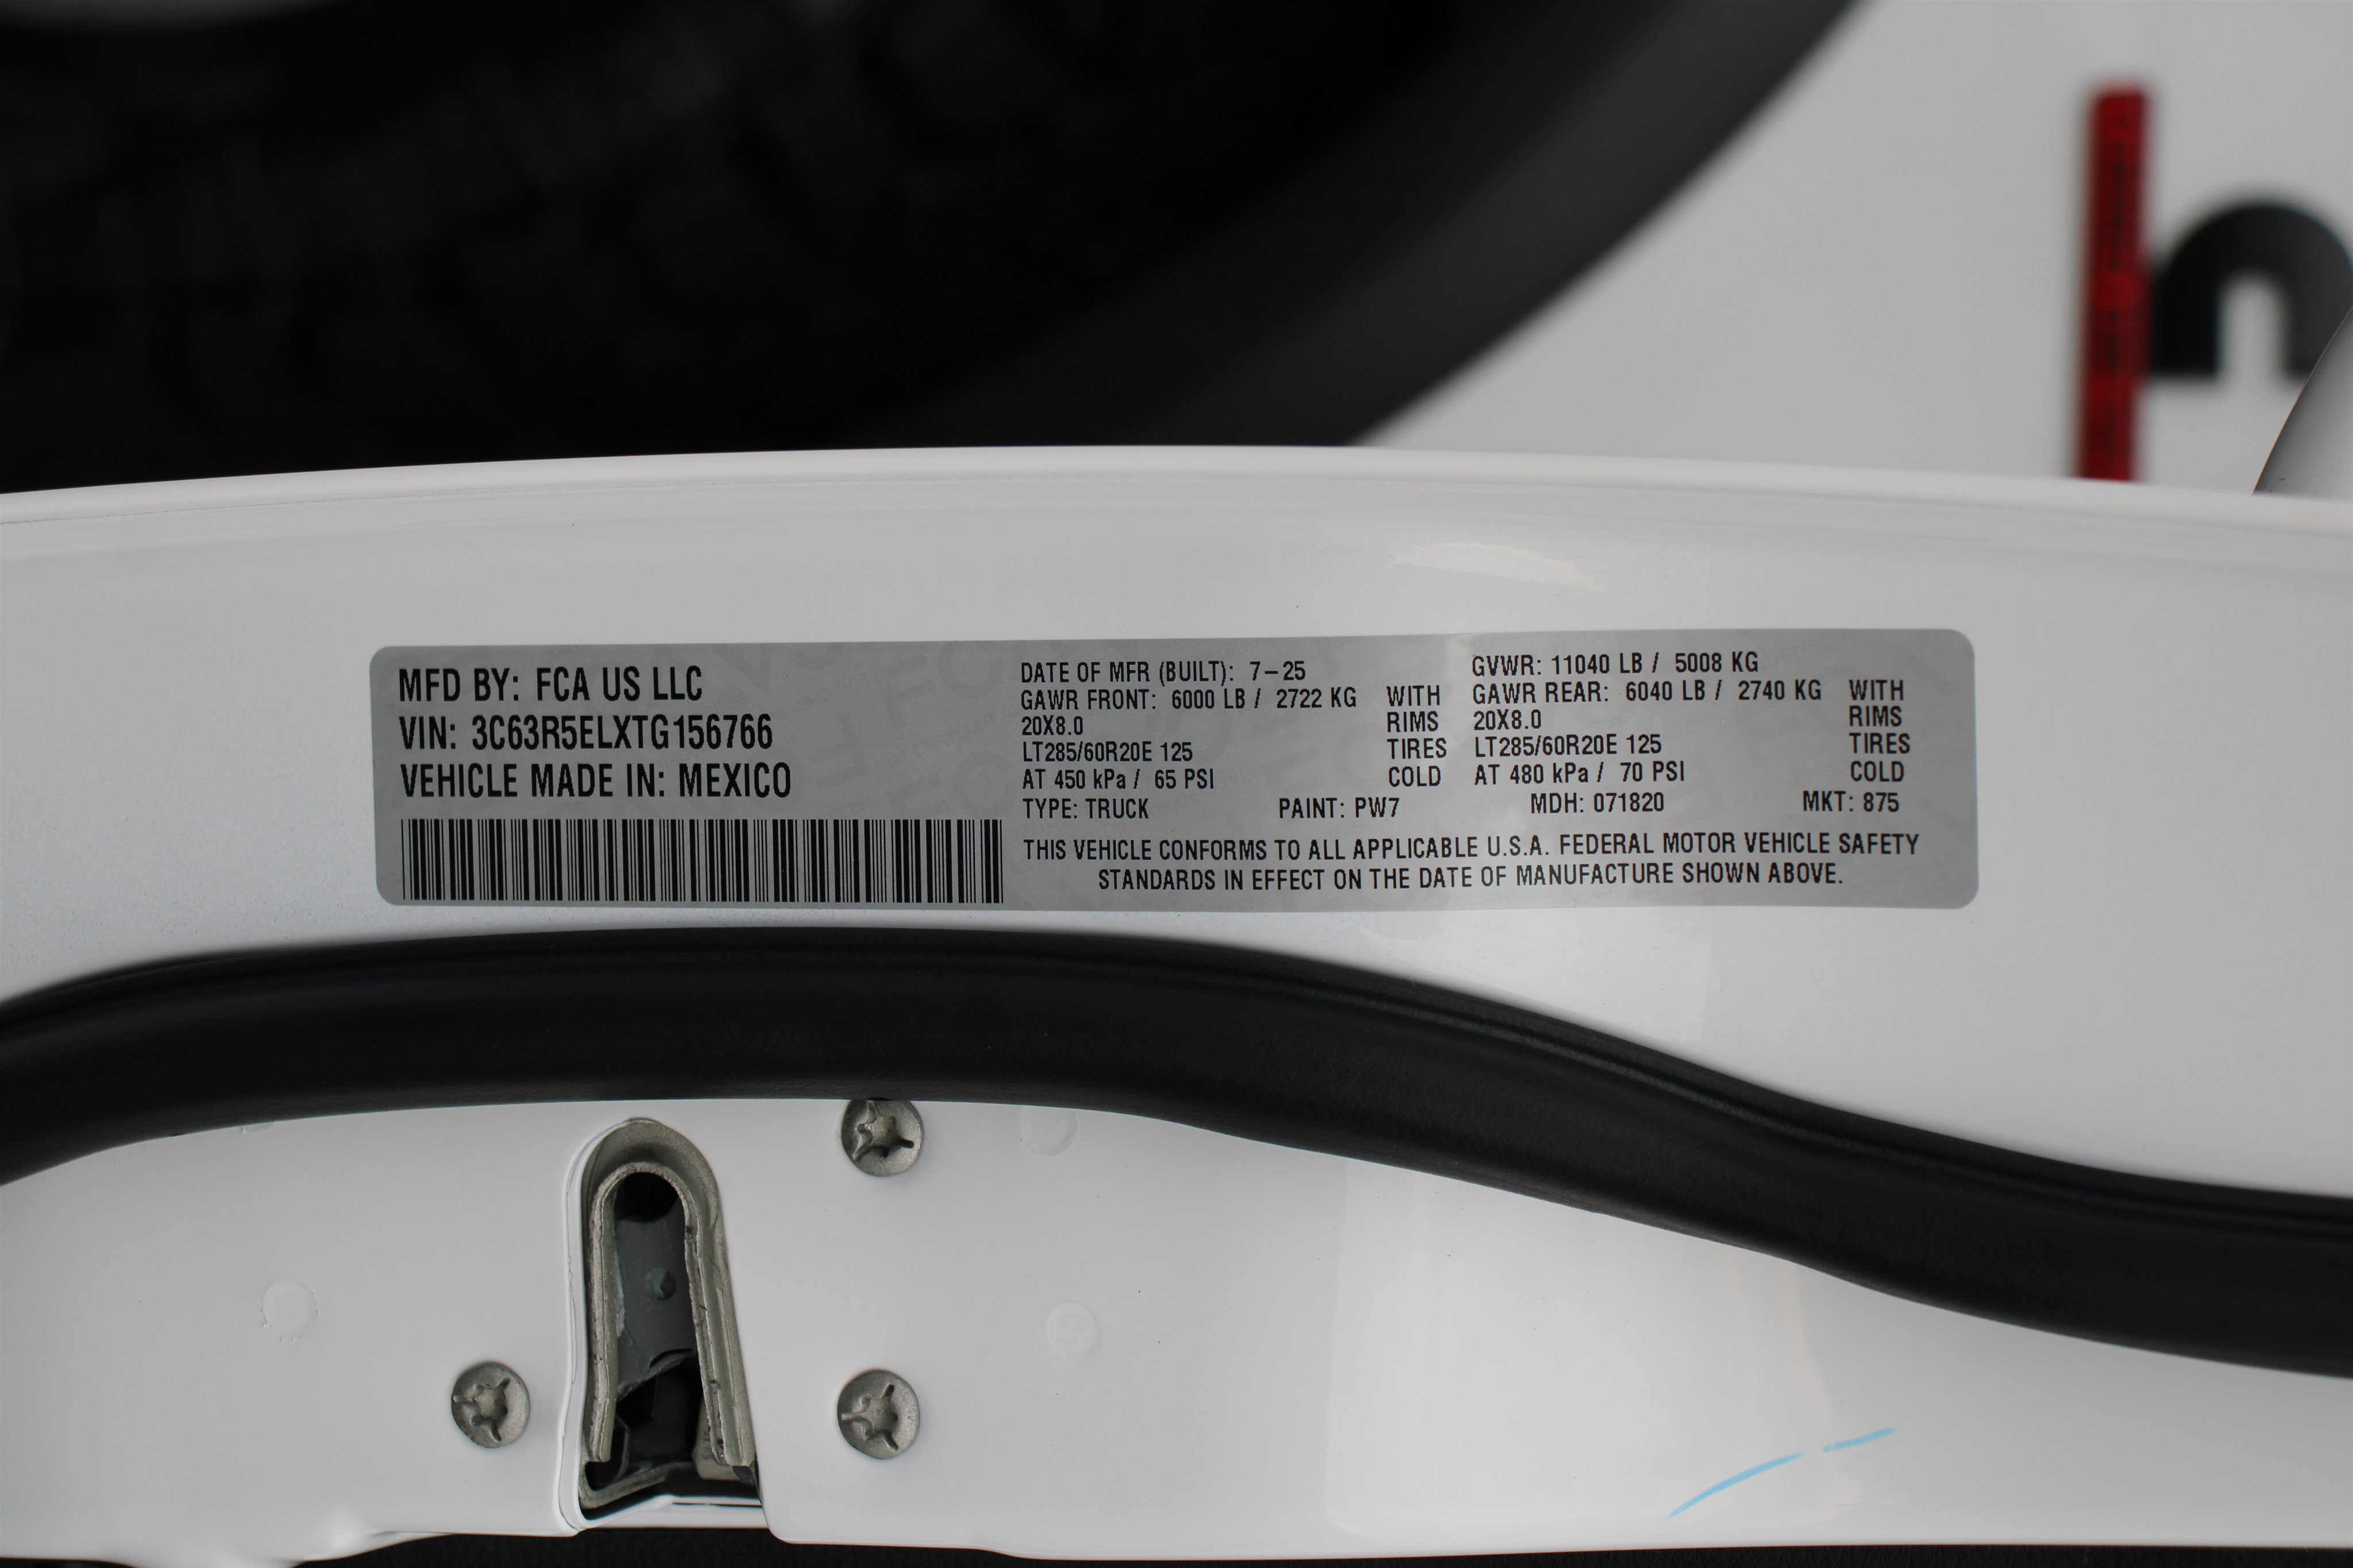 MFD BY: FCA US LLC
VIN: 3C63R5ELXTG156766
VEHICLE MADE IN: MEXICO
DATE OF MFR (BUILT): 7-25
GAWR FRONT: 6000 LB / 2722 KG WITH
20X8.0 RIMS
LT285/60R20E 125 TIRES
AT 450 kPa / 65 PSI COLD
GVWR: 11040 LB / 5008 KG
GAWR REAR: 6040 LB / 2740 KG WITH
20X8.0 RIMS
LT285/60R20E 125 TIRES
AT 480 kPa / 70 PSI COLD
TYPE: TRUCK PAINT: PW7 MDH: 071820 MKT: 875
THIS VEHICLE CONFORMS TO ALL APPLICABLE U.S.A. FEDERAL MOTOR VEHICLE SAFETY
STANDARDS IN EFFECT ON THE DATE OF MANUFACTURE SHOWN ABOVE.